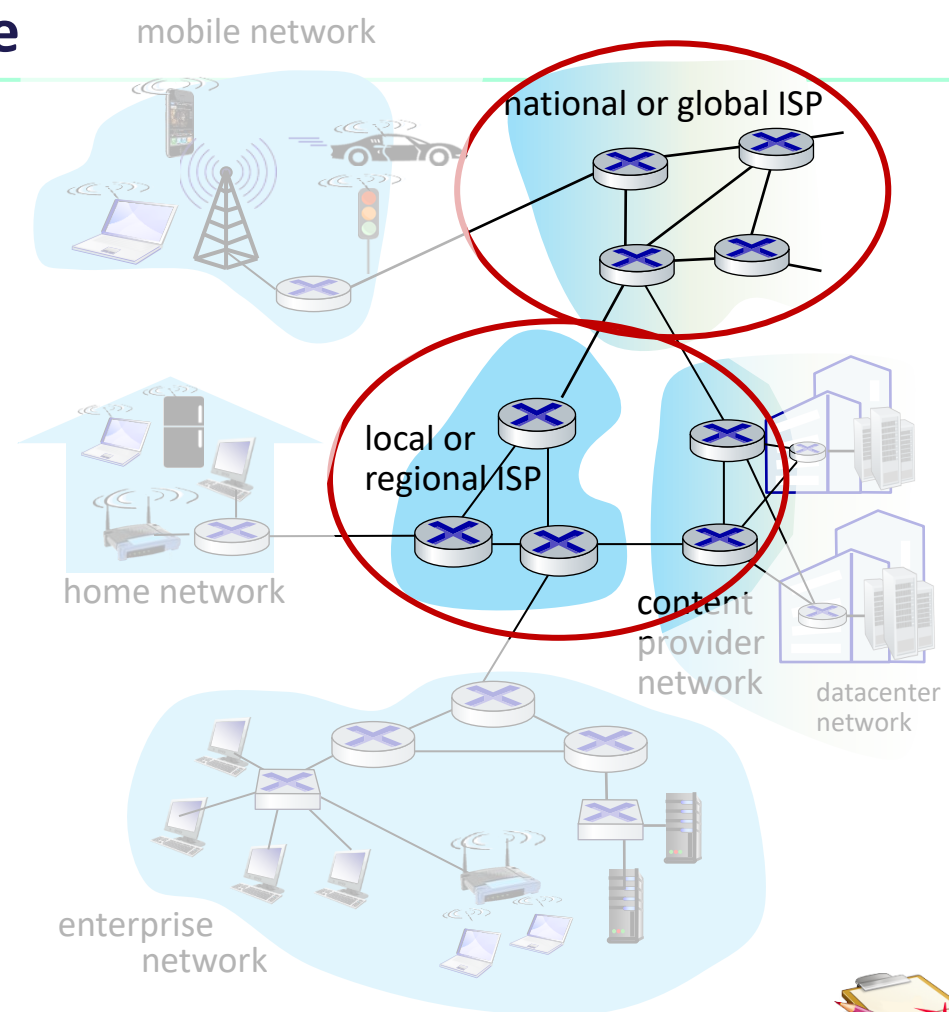 e
mobile network
national or global ISP
local or
regional ISP
home network
content
provider
network
datacenter
network
enterprise
network